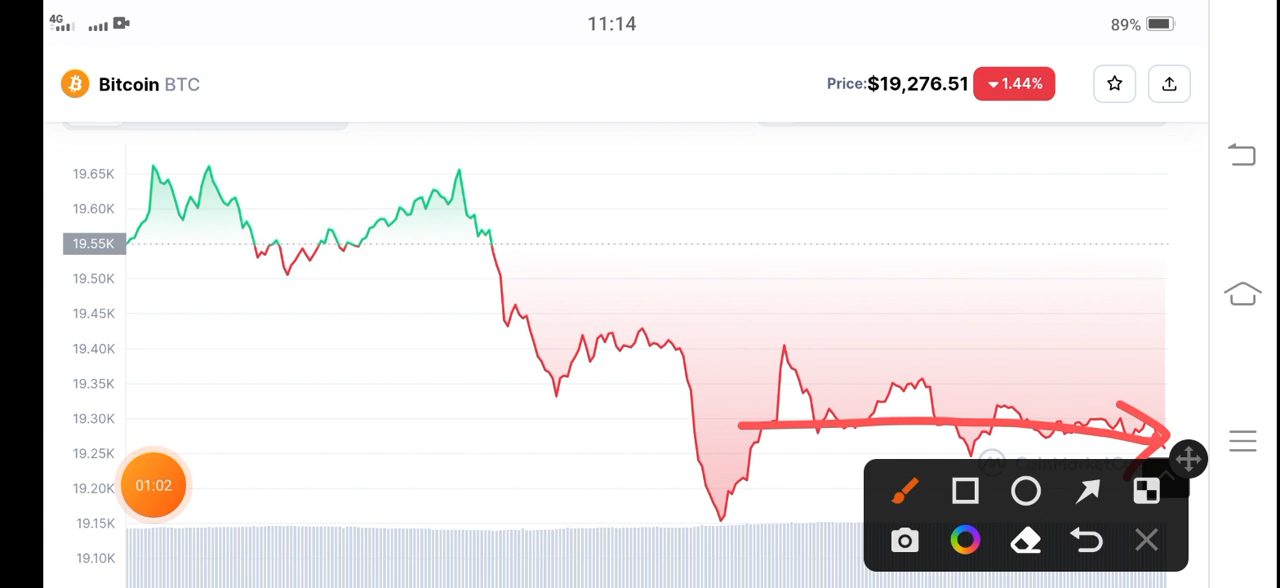 4G
11:14
89%
Bitcoin BTC
Price:$19,276.51 1.44%
19.65K
19.60K
19.55K
19.50K
19.45K
19.40K
19.35K
19.30K
19.25K
19.20K
19.15K
19.10K
01:02